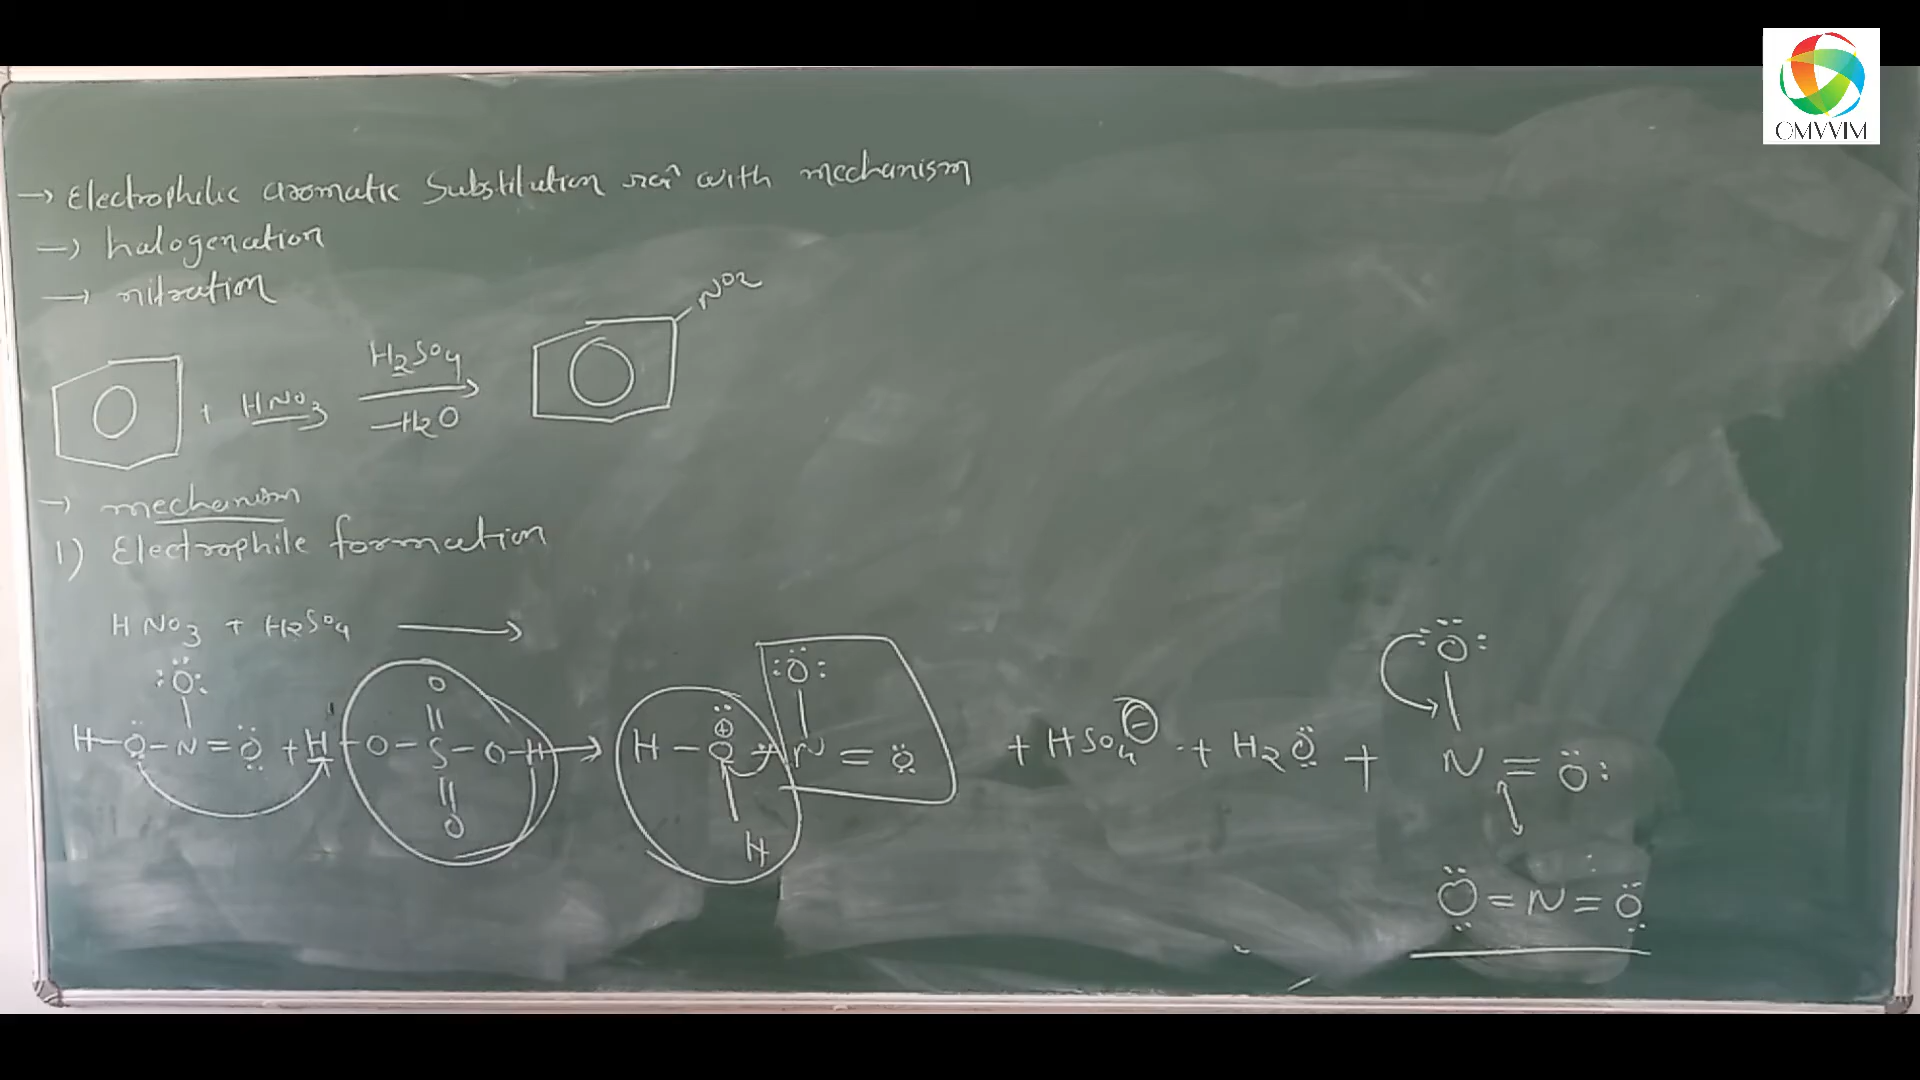 OMVVIM
→ Electrophilic aromatic Substitution rxn with mechanism
→ halogenation
→ nitration
+ HNO3 H2SO4 → -H2O NO2
→ mechanism
1) Electrophile formation
HNO3 + H2SO4 →
:Ö: O :Ö: :Ö:
H-Ö-N=Ö + H-O-S-O-H → H-O⊕-N=Ö + HSO4⊖ + H2Ö + N=Ö:
O H
Ö=N=Ö